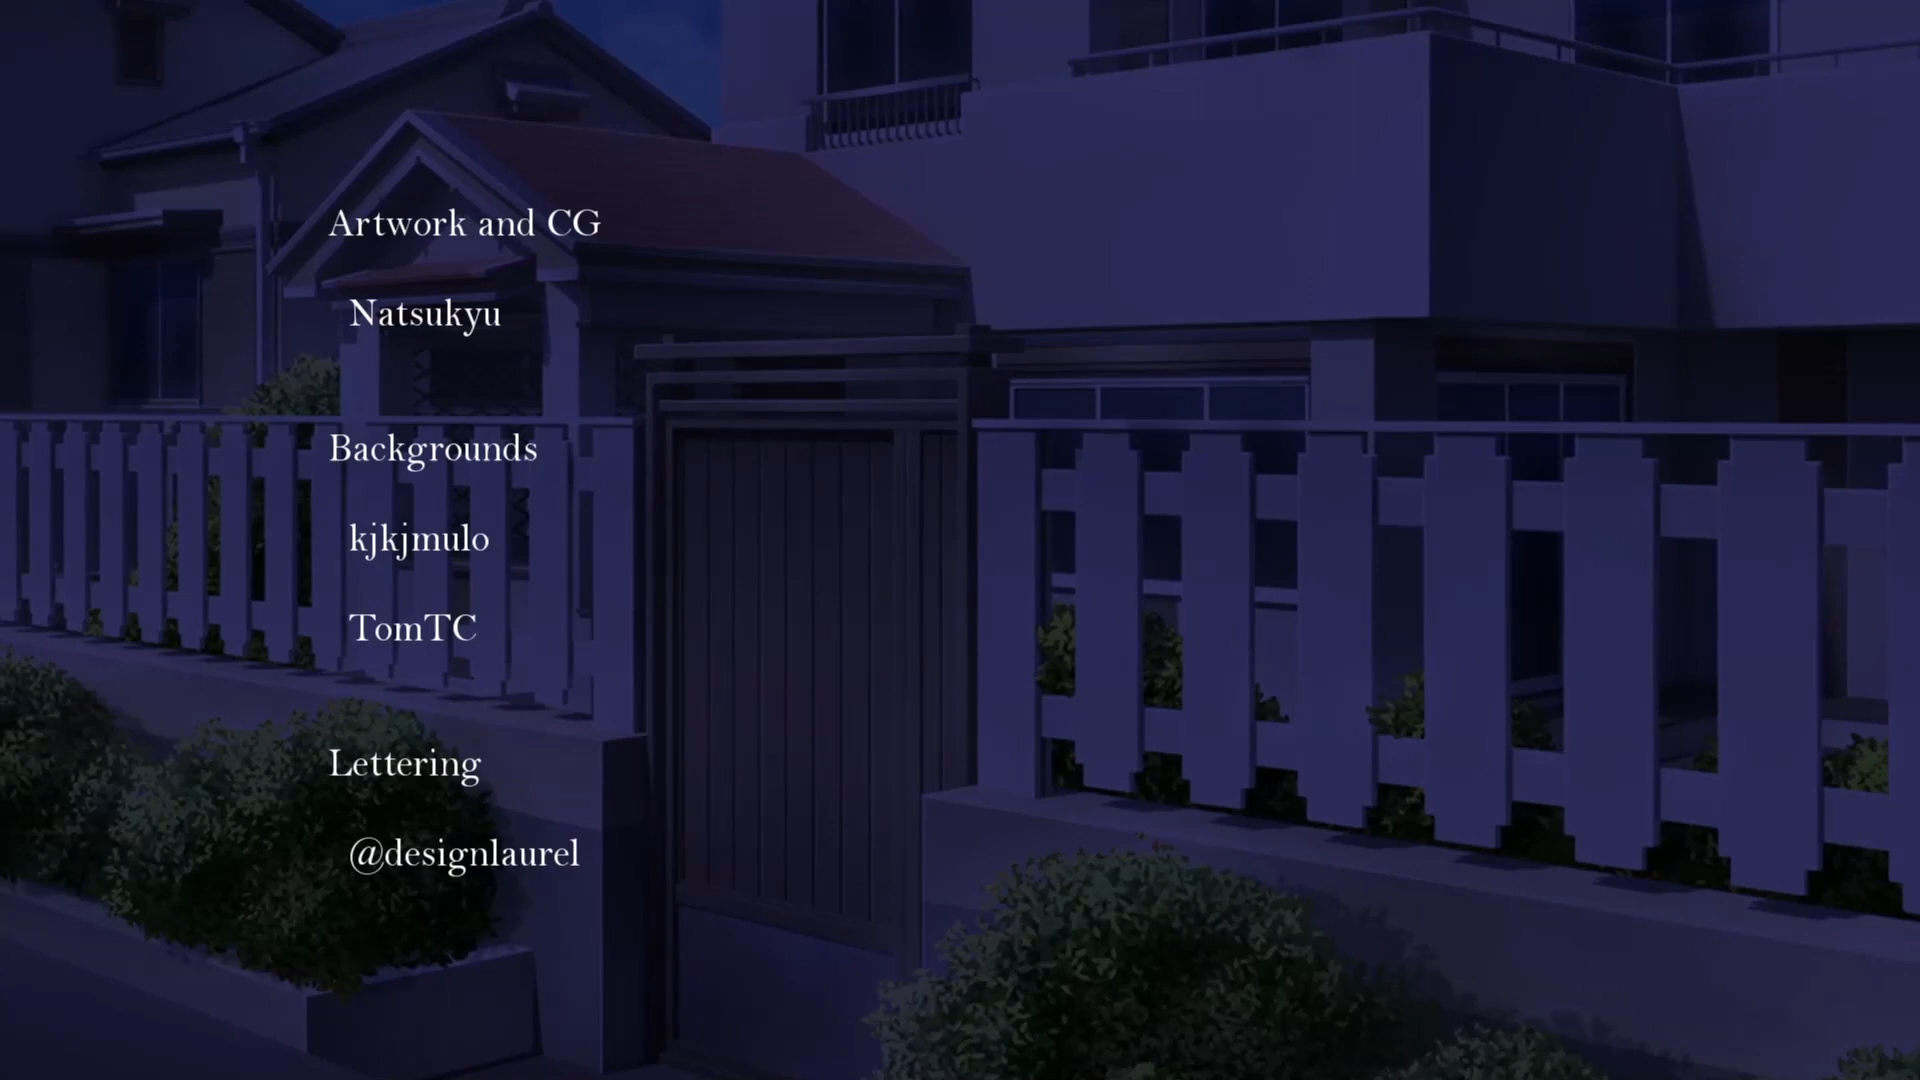 Artwork and CG
Natsukyu
Backgrounds
kjkjmulo
TomTC
Lettering
@designlaurel